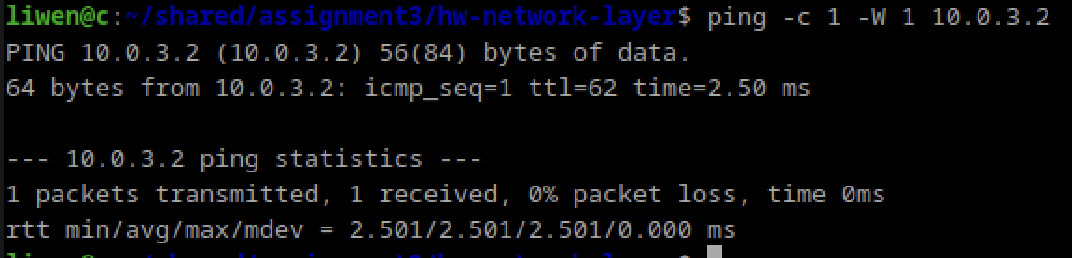 liwen@c:~/shared/assignment3/hw-network-layer$ ping -c 1 -W 1 10.0.3.2
PING 10.0.3.2 (10.0.3.2) 56(84) bytes of data.
64 bytes from 10.0.3.2: icmp_seq=1 ttl=62 time=2.50 ms
--- 10.0.3.2 ping statistics ---
1 packets transmitted, 1 received, 0% packet loss, time 0ms
rtt min/avg/max/mdev = 2.501/2.501/2.501/0.000 ms